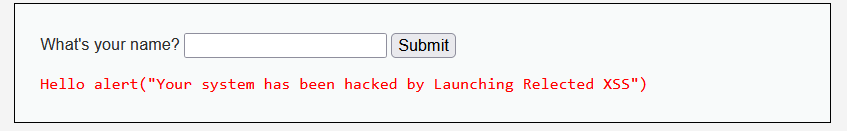 What's your name? Submit
Hello alert("Your system has been hacked by Launching Relected XSS")